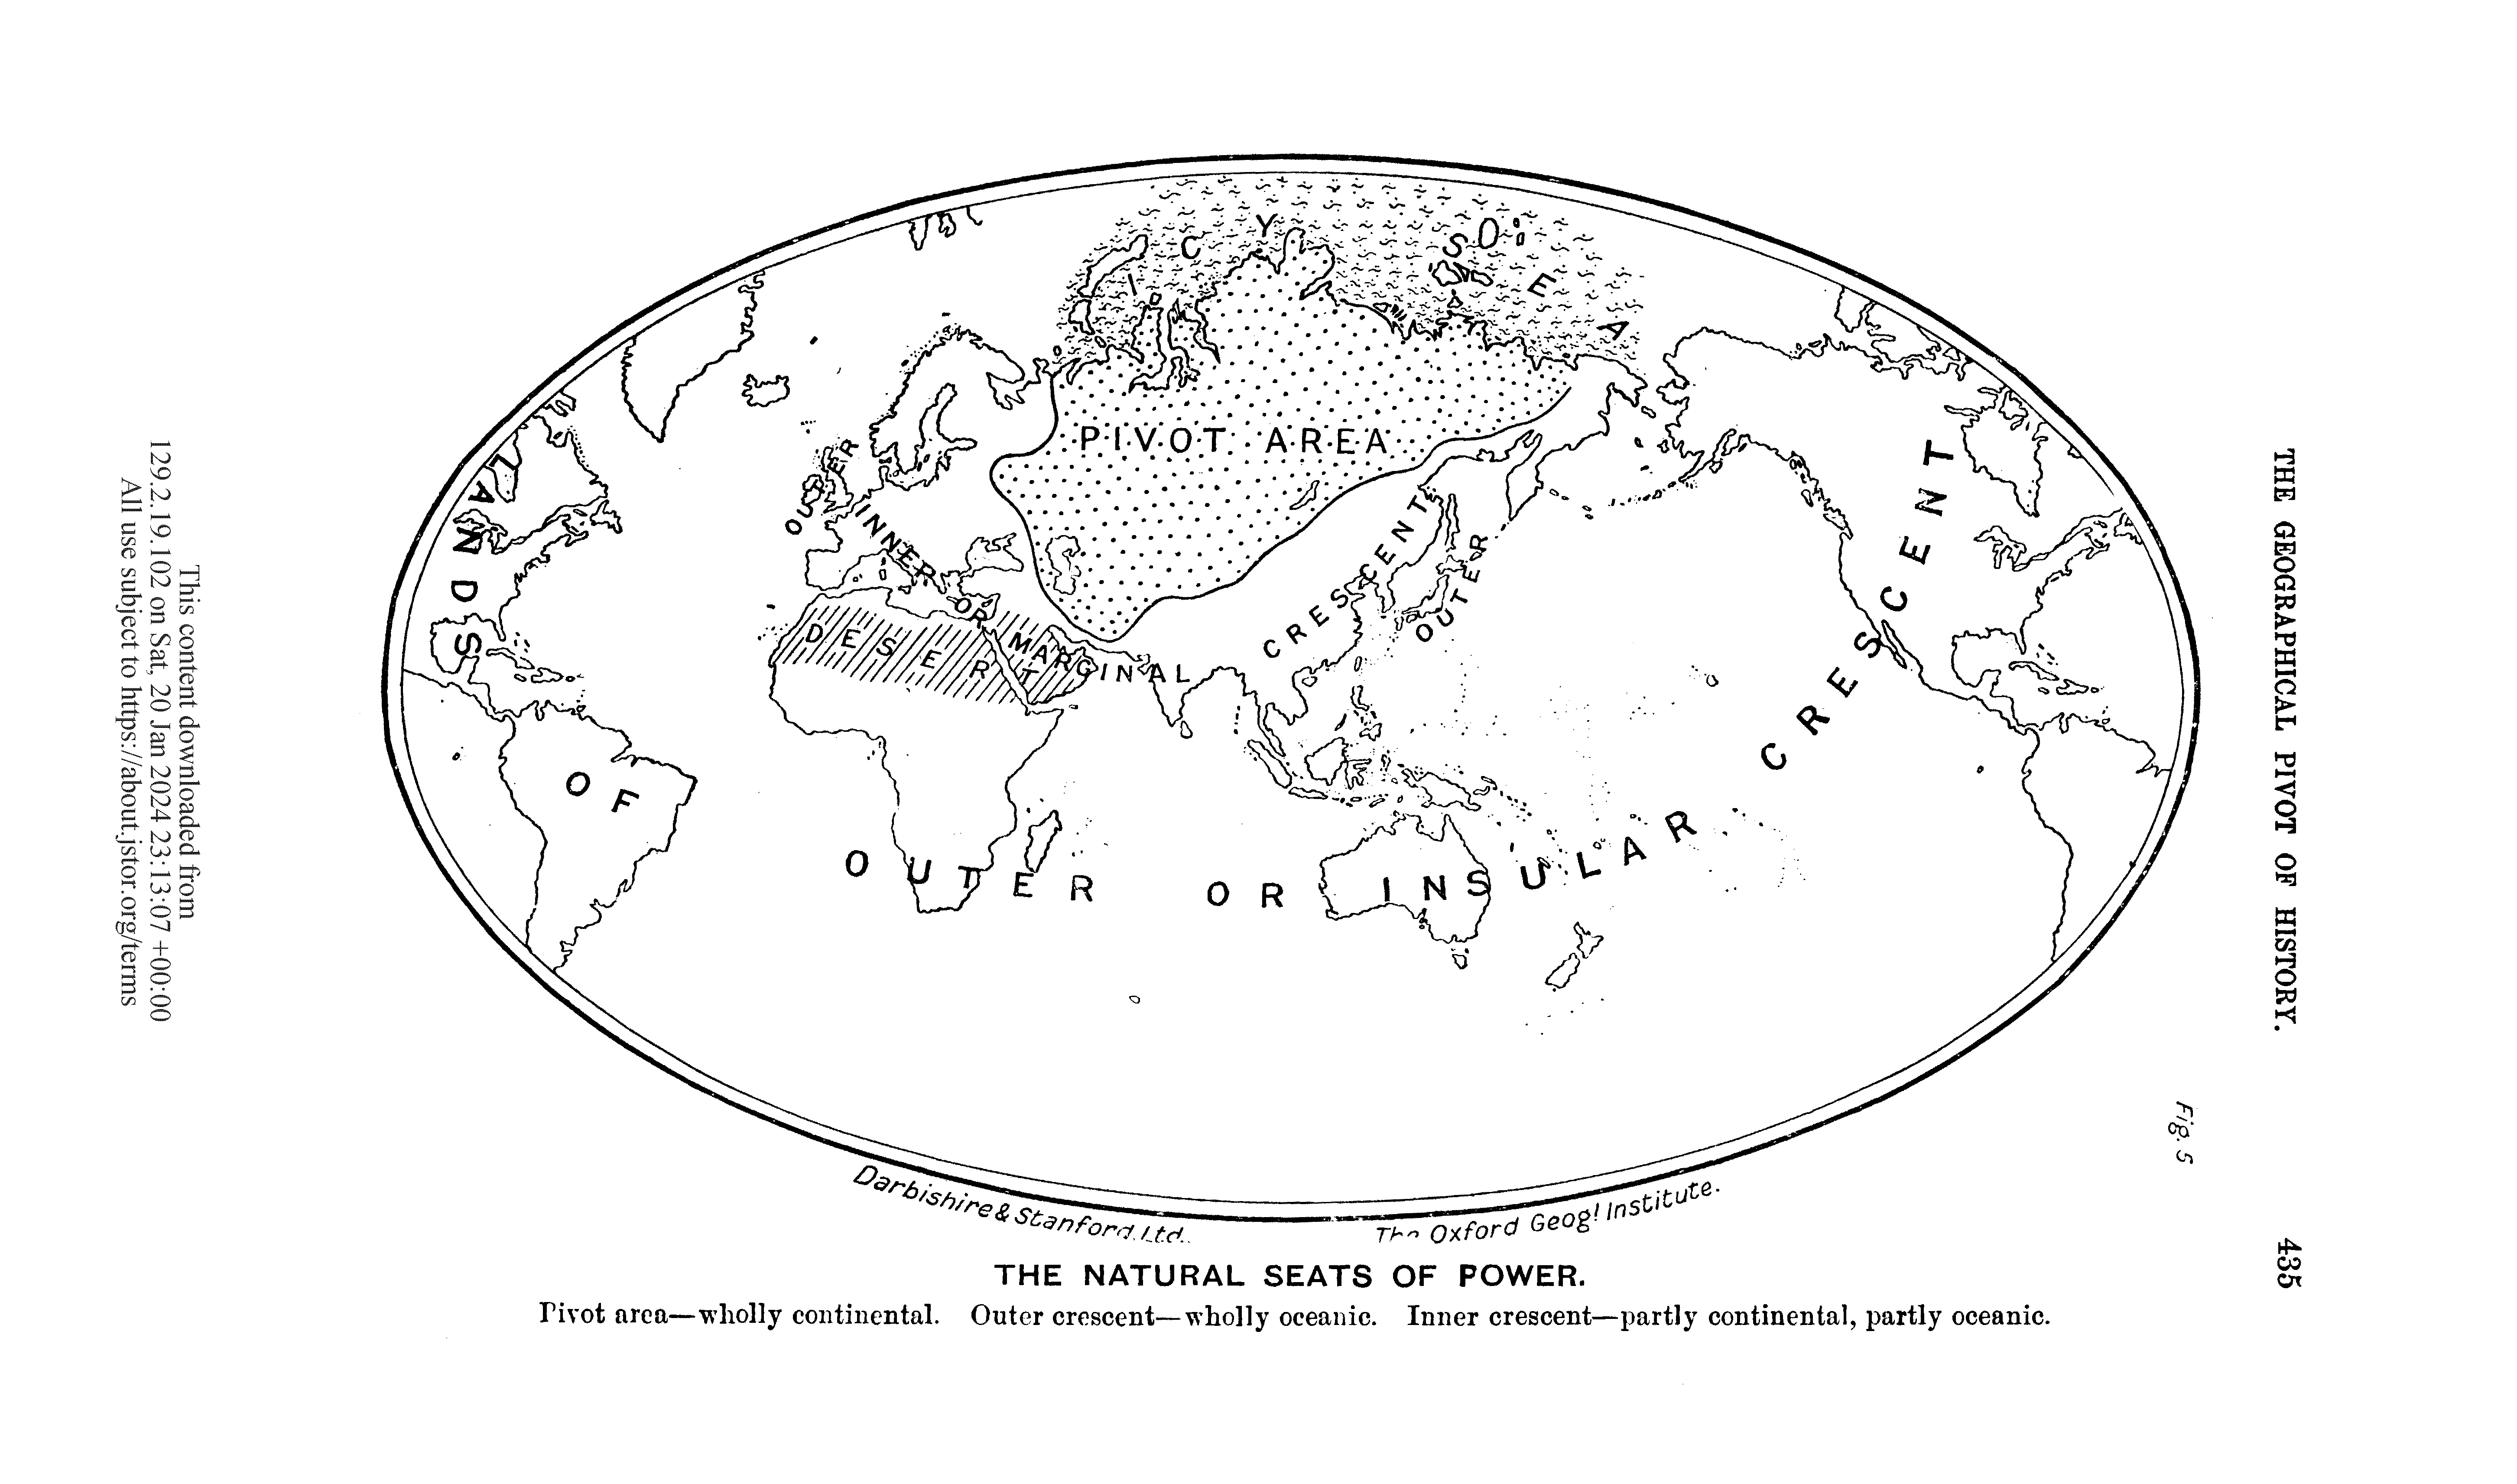 THE GEOGRAPHICAL PIVOT OF HISTORY. 435
Fig. 5
ICY SEA
PIVOT AREA
OUTER
INNER OR MARGINAL CRESCENT
OUTER
DESERT
LANDS OF OUTER OR INSULAR CRESCENT
Darbishire & Stanford, Ltd.
The Oxford Geog! Institute.
THE NATURAL SEATS OF POWER.
Pivot area—wholly continental. Outer crescent—wholly oceanic. Inner crescent—partly continental, partly oceanic.
This content downloaded from
129.2.19.102 on Sat, 20 Jan 2024 23:13:07 +00:00
All use subject to https://about.jstor.org/terms